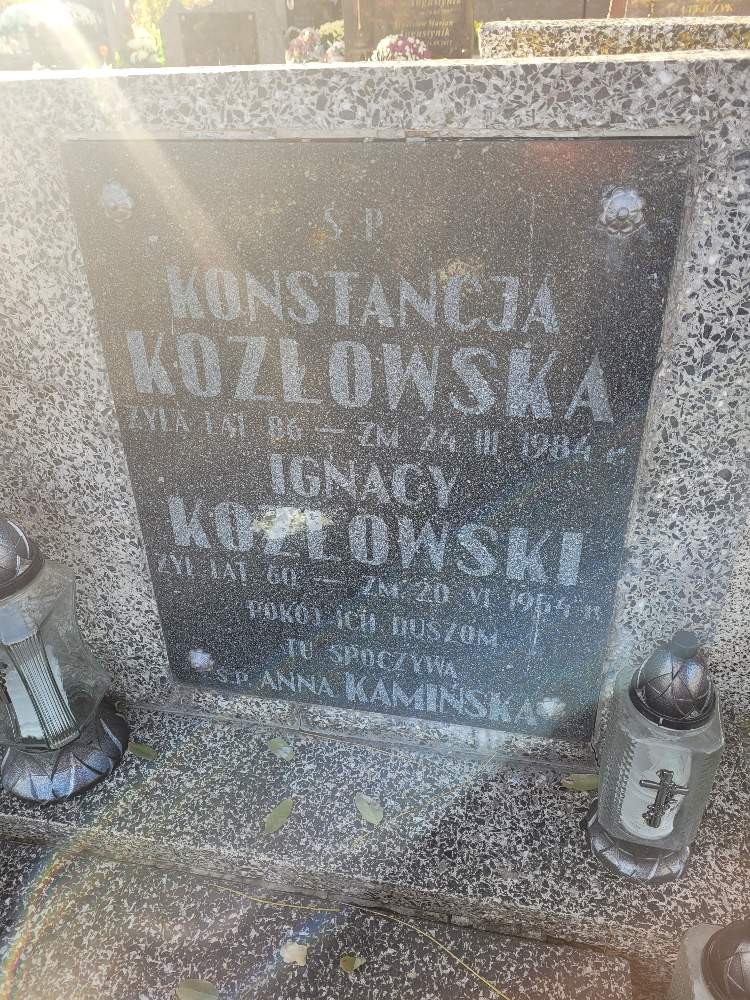 Ś P
KONSTANCJA
KOZŁOWSKA
ŻYŁA LAT 86 — ZM 24 III 1984 r
IGNACY
KOZŁOWSKI
ŻYŁ LAT 60 — ZM 20 VI 1954 R
POKÓJ ICH DUSZOM
TU SPOCZYWA
Ś.P. ANNA KAMIŃSKA